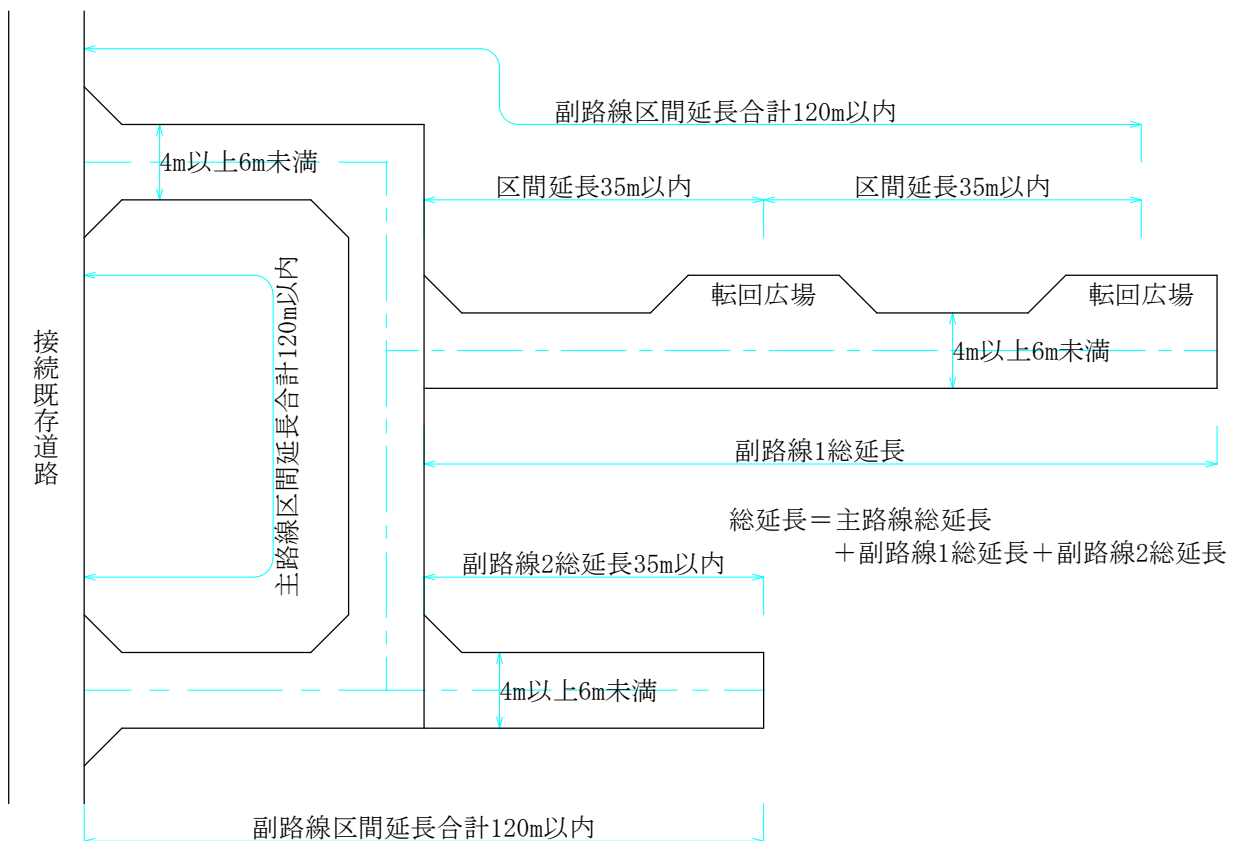 副路線区間延長合計120m以内
4m以上6m未満
区間延長35m以内
区間延長35m以内
転回広場
転回広場
接続既存道路
主路線区間延長合計120m以内
4m以上6m未満
副路線1総延長
総延長＝主路線総延長
＋副路線1総延長＋副路線2総延長
副路線2総延長35m以内
4m以上6m未満
副路線区間延長合計120m以内